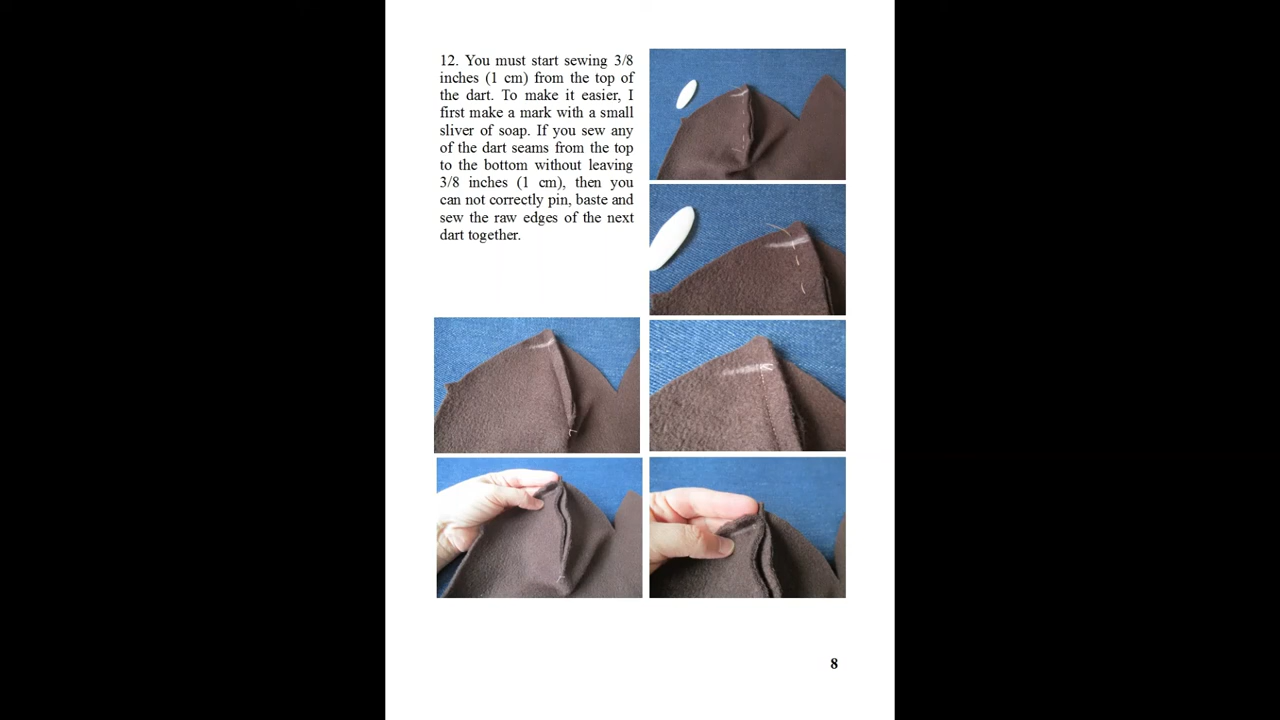 12. You must start sewing 3/8
inches (1 cm) from the top of
the dart. To make it easier, I
first make a mark with a small
sliver of soap. If you sew any
of the dart seams from the top
to the bottom without leaving
3/8 inches (1 cm), then you
can not correctly pin, baste and
sew the raw edges of the next
dart together.
8